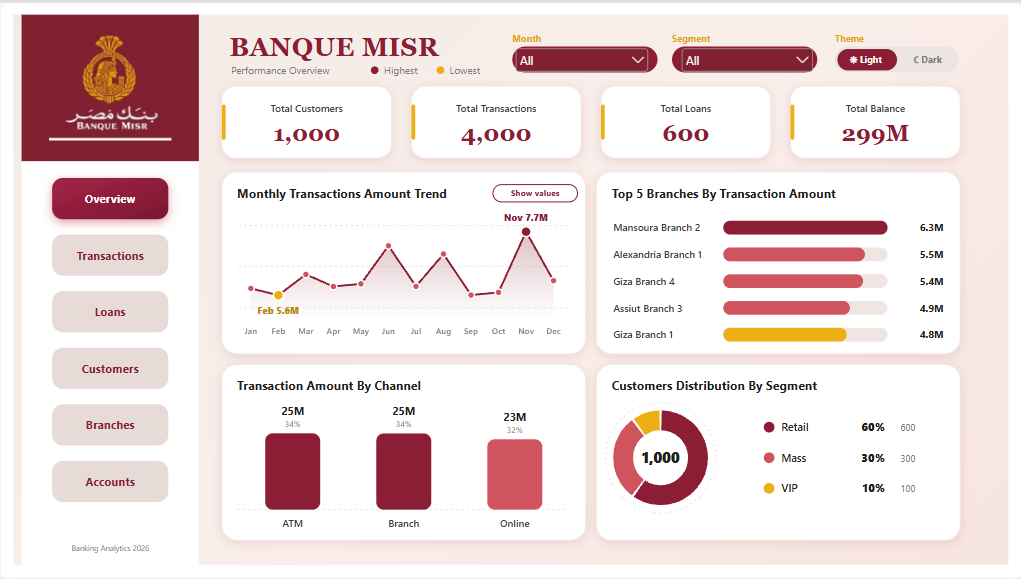 بنك مصر
BANQUE MISR
Overview
Transactions
Loans
Customers
Branches
Accounts
Banking Analytics 2026
BANQUE MISR
Performance Overview
Highest
Lowest
Month
All
Segment
All
Theme
Light
Dark
Total Customers
1,000
Total Transactions
4,000
Total Loans
600
Total Balance
299M
Monthly Transactions Amount Trend
Show values
Nov 7.7M
Feb 5.6M
Jan Feb Mar Apr May Jun Jul Aug Sep Oct Nov Dec
Top 5 Branches By Transaction Amount
Mansoura Branch 2 6.3M
Alexandria Branch 1 5.5M
Giza Branch 4 5.4M
Assiut Branch 3 4.9M
Giza Branch 1 4.8M
Transaction Amount By Channel
25M 25M 23M
34% 34% 32%
ATM Branch Online
Customers Distribution By Segment
1,000
Retail 60% 600
Mass 30% 300
VIP 10% 100